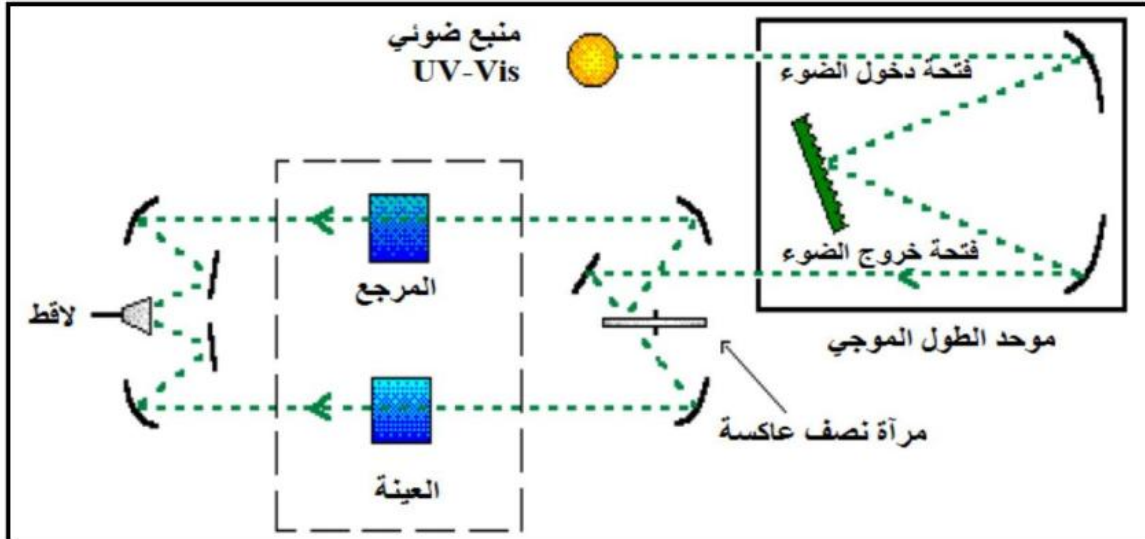 منبع ضوئي
UV-Vis
فتحة دخول الضوء
فتحة خروج الضوء
موحد الطول الموجي
المرجع
لاقط
مرآة نصف عاكسة
العينة